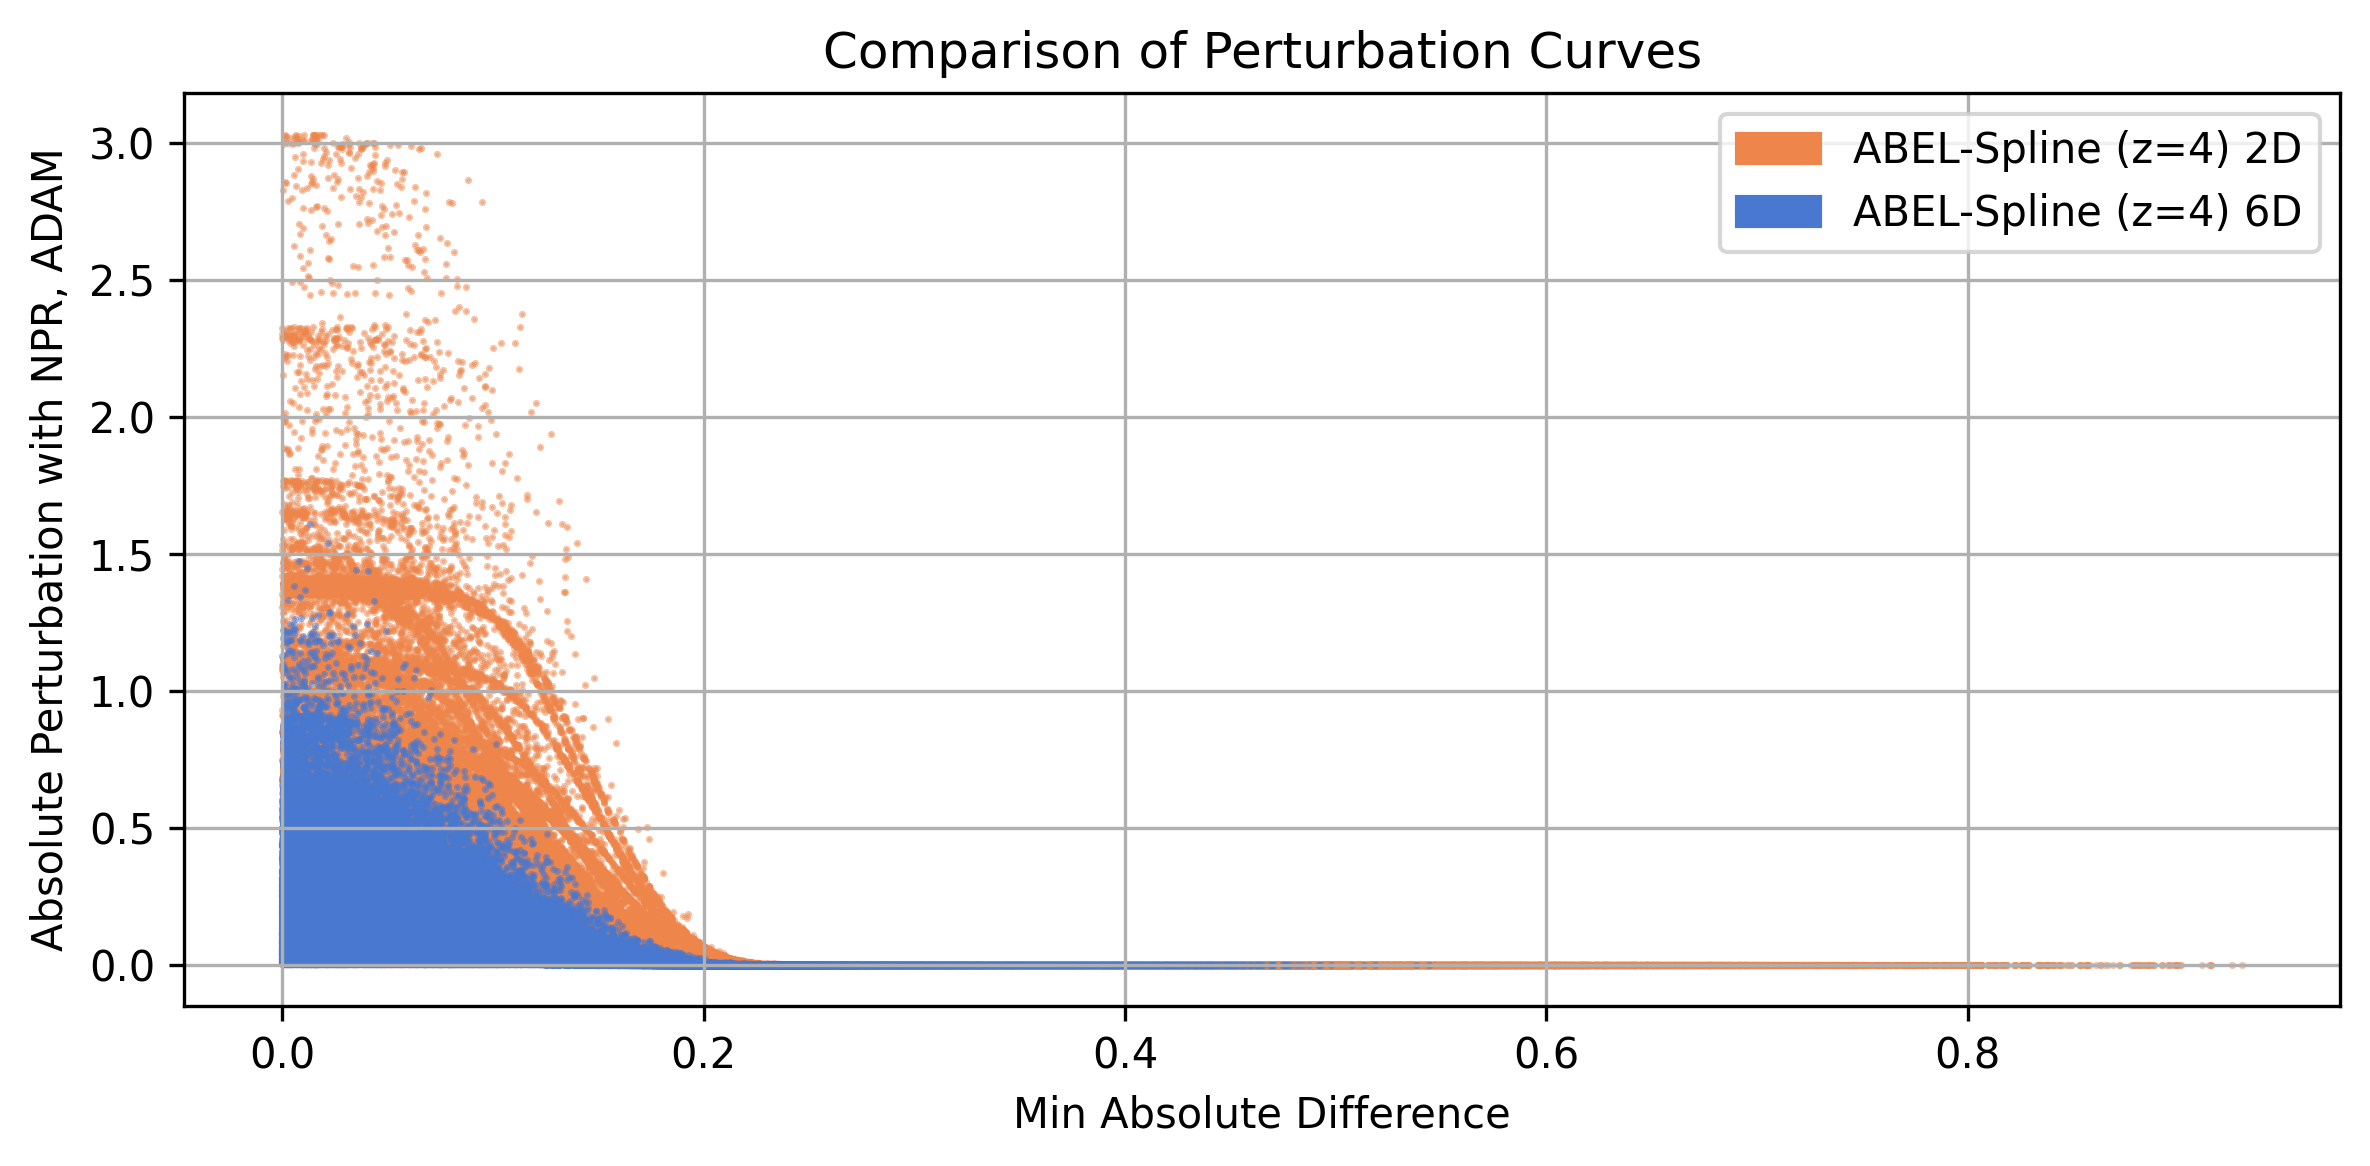 Comparison of Perturbation Curves
Absolute Perturbation with NPR, ADAM
3.0
2.5
2.0
1.5
1.0
0.5
0.0
ABEL-Spline (z=4) 2D
ABEL-Spline (z=4) 6D
0.0
0.2
0.4
0.6
0.8
Min Absolute Difference